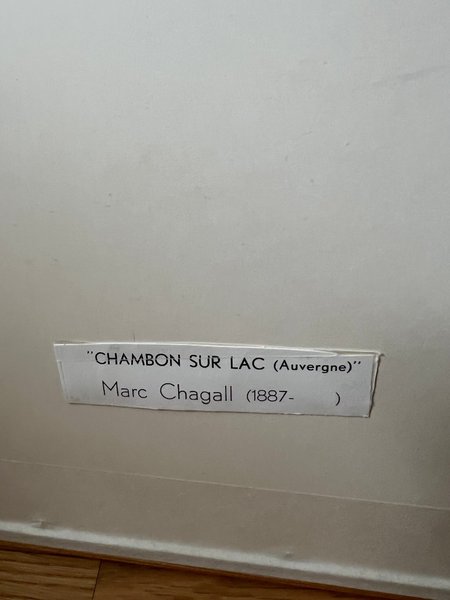 "CHAMBON SUR LAC (Auvergne)"
Marc Chagall (1887- )